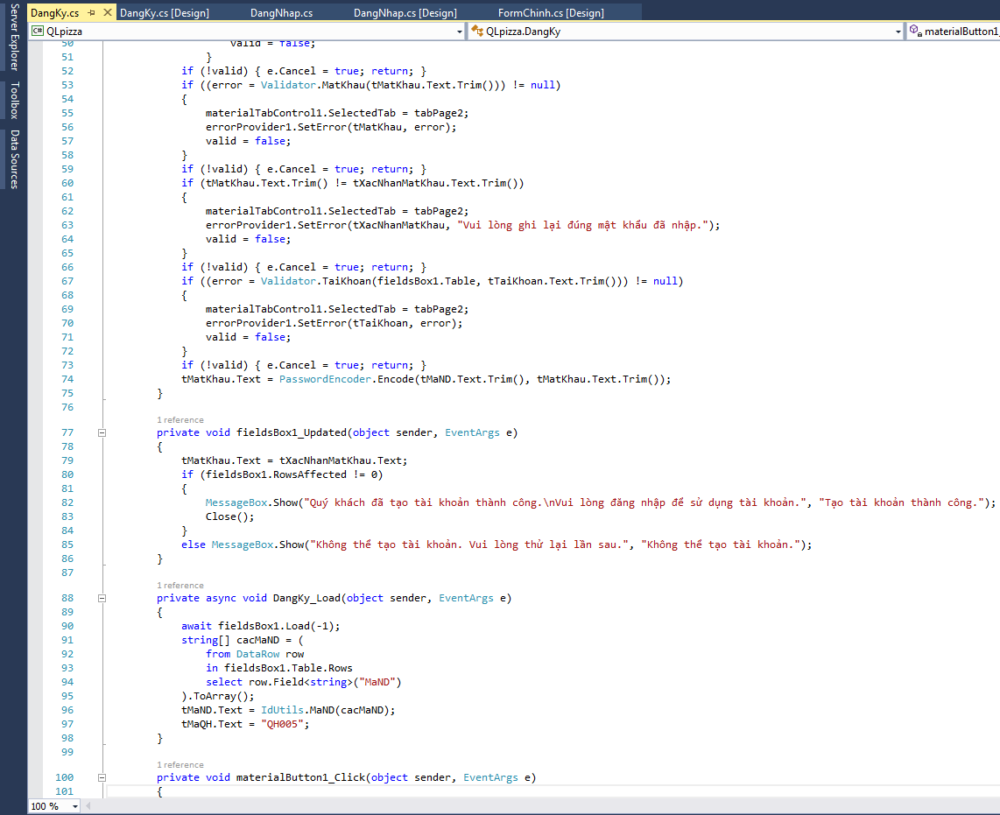 Server Explorer
Toolbox
Data Sources
DangKy.cs DangKy.cs [Design] DangNhap.cs DangNhap.cs [Design] FormChinh.cs [Design]
C# QLpizza QLpizza.DangKy materialButton1_
50 valid = false;
51 }
52 if (!valid) { e.Cancel = true; return; }
53 if ((error = Validator.MatKhau(tMatKhau.Text.Trim())) != null)
54 {
55 materialTabControl1.SelectedTab = tabPage2;
56 errorProvider1.SetError(tMatKhau, error);
57 valid = false;
58 }
59 if (!valid) { e.Cancel = true; return; }
60 if (tMatKhau.Text.Trim() != tXacNhanMatKhau.Text.Trim())
61 {
62 materialTabControl1.SelectedTab = tabPage2;
63 errorProvider1.SetError(tXacNhanMatKhau, "Vui lòng ghi lại đúng mật khẩu đã nhập.");
64 valid = false;
65 }
66 if (!valid) { e.Cancel = true; return; }
67 if ((error = Validator.TaiKhoan(fieldsBox1.Table, tTaiKhoan.Text.Trim())) != null)
68 {
69 materialTabControl1.SelectedTab = tabPage2;
70 errorProvider1.SetError(tTaiKhoan, error);
71 valid = false;
72 }
73 if (!valid) { e.Cancel = true; return; }
74 tMatKhau.Text = PasswordEncoder.Encode(tMaND.Text.Trim(), tMatKhau.Text.Trim());
75 }
76
1 reference
77 private void fieldsBox1_Updated(object sender, EventArgs e)
78 {
79 tMatKhau.Text = tXacNhanMatKhau.Text;
80 if (fieldsBox1.RowsAffected != 0)
81 {
82 MessageBox.Show("Quý khách đã tạo tài khoản thành công.\nVui lòng đăng nhập để sử dụng tài khoản.", "Tạo tài khoản thành công.");
83 Close();
84 }
85 else MessageBox.Show("Không thể tạo tài khoản. Vui lòng thử lại lần sau.", "Không thể tạo tài khoản.");
86 }
87
1 reference
88 private async void DangKy_Load(object sender, EventArgs e)
89 {
90 await fieldsBox1.Load(-1);
91 string[] cacMaND = (
92 from DataRow row
93 in fieldsBox1.Table.Rows
94 select row.Field<string>("MaND")
95 ).ToArray();
96 tMaND.Text = IdUtils.MaND(cacMaND);
97 tMaQH.Text = "QH005";
98 }
99
1 reference
100 private void materialButton1_Click(object sender, EventArgs e)
101 {
100 %